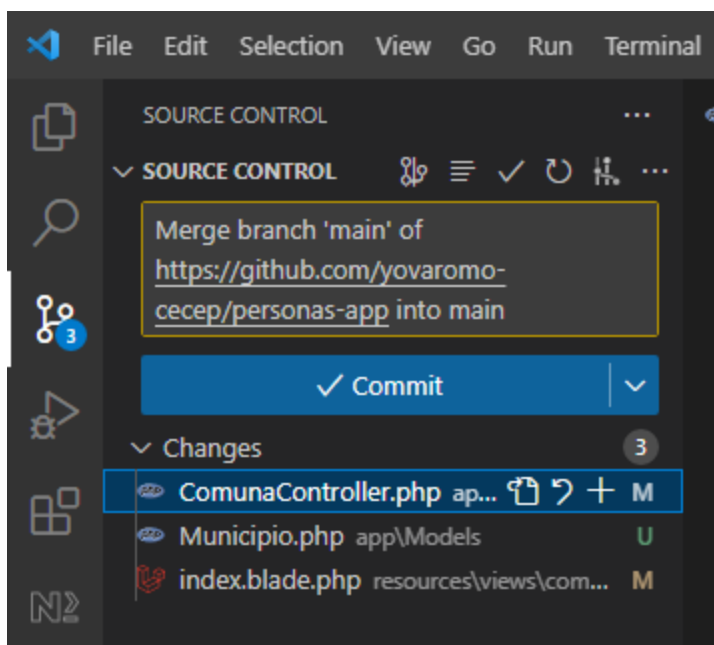 File Edit Selection View Go Run Terminal
SOURCE CONTROL
SOURCE CONTROL
Merge branch 'main' of
https://github.com/yovaromo-
cecep/personas-app into main
3
Commit
Changes 3
ComunaController.php ap... M
Municipio.php app\Models U
index.blade.php resources\views\com... M